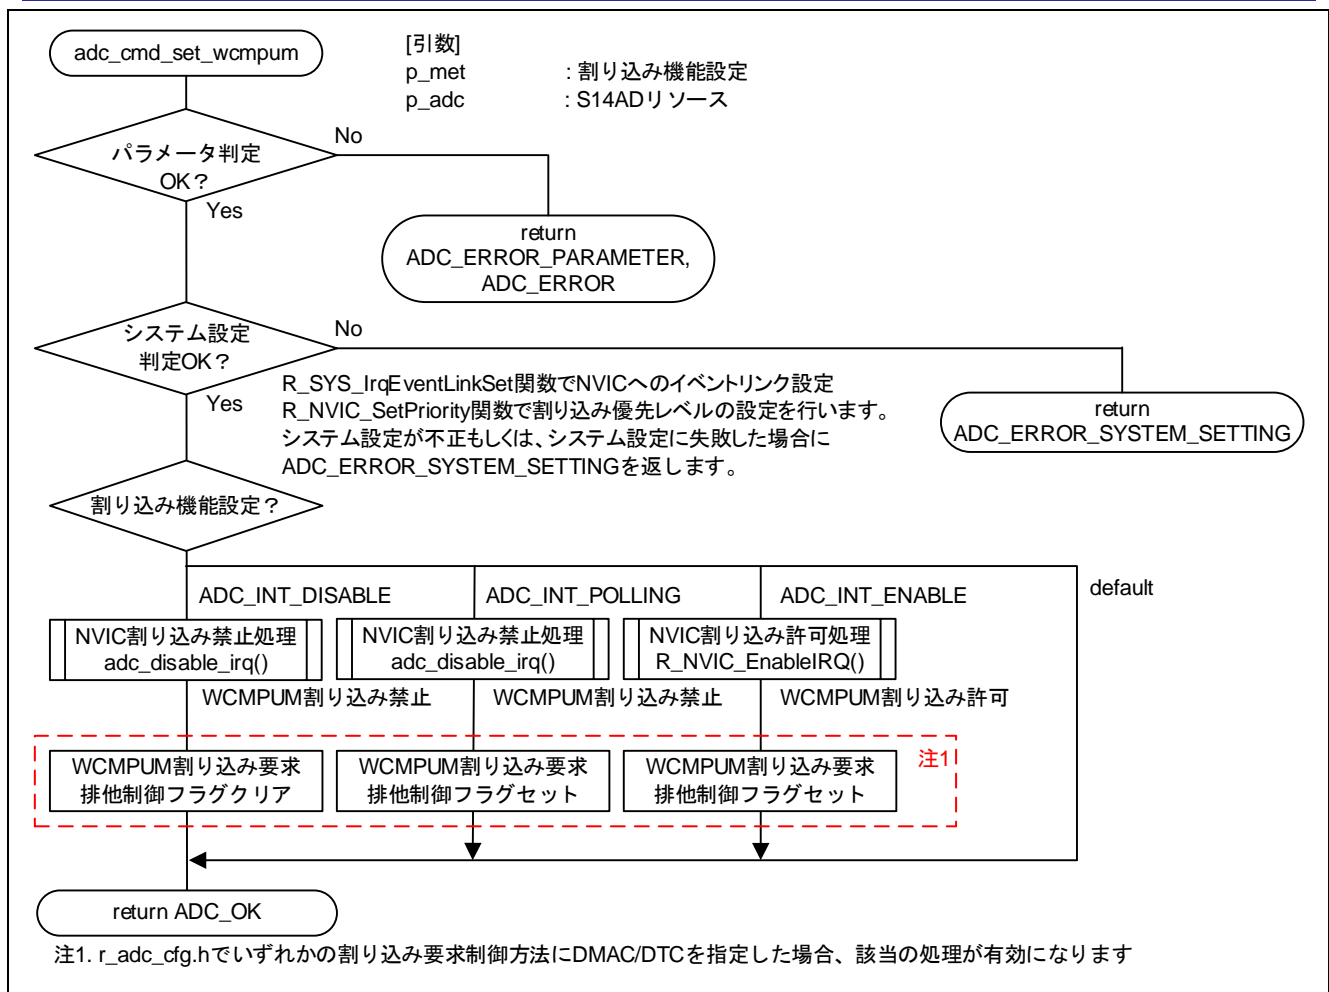 adc_cmd_set_wcmpum
[引数]
p_met : 割り込み機能設定
p_adc : S14ADリソース
パラメータ判定
OK？
No
Yes
return
ADC_ERROR_PARAMETER,
ADC_ERROR
システム設定
判定OK？
No
Yes
R_SYS_IrqEventLinkSet関数でNVICへのイベントリンク設定
R_NVIC_SetPriority関数で割り込み優先レベルの設定を行います。
システム設定が不正もしくは、システム設定に失敗した場合に
ADC_ERROR_SYSTEM_SETTINGを返します。
return
ADC_ERROR_SYSTEM_SETTING
割り込み機能設定？
ADC_INT_DISABLE
ADC_INT_POLLING
ADC_INT_ENABLE
default
NVIC割り込み禁止処理
adc_disable_irq()
NVIC割り込み禁止処理
adc_disable_irq()
NVIC割り込み許可処理
R_NVIC_EnableIRQ()
WCMPUM割り込み禁止
WCMPUM割り込み禁止
WCMPUM割り込み許可
WCMPUM割り込み要求
排他制御フラグクリア
WCMPUM割り込み要求
排他制御フラグセット
WCMPUM割り込み要求
排他制御フラグセット
注1
return ADC_OK
注1. r_adc_cfg.hでいずれかの割り込み要求制御方法にDMAC/DTCを指定した場合、該当の処理が有効になります